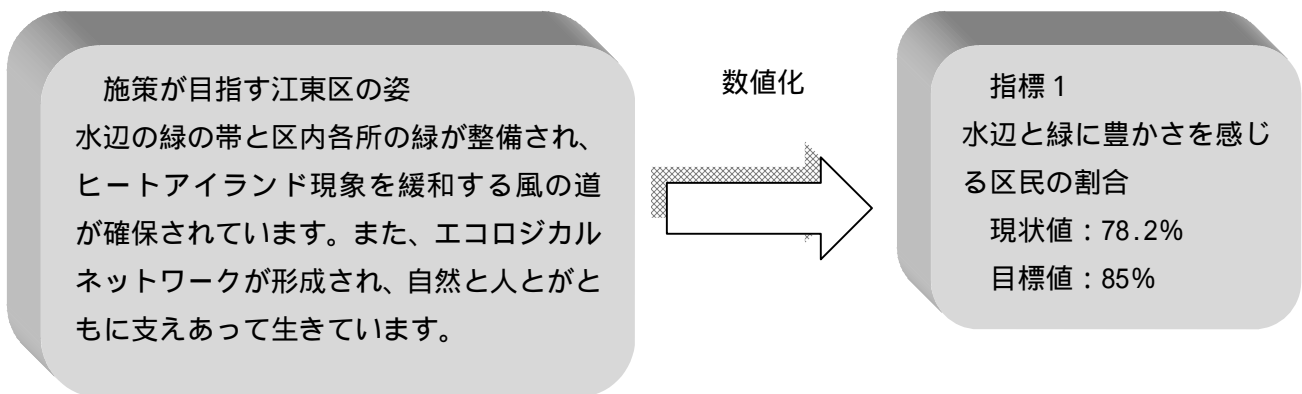 施策が目指す江東区の姿
水辺の緑の帯と区内各所の緑が整備され、
ヒートアイランド現象を緩和する風の道
が確保されています。また、エコロジカル
ネットワークが形成され、自然と人とがと
もに支えあって生きています。
数値化
指標1
水辺と緑に豊かさを感じ
る区民の割合
現状値：78.2%
目標値：85%